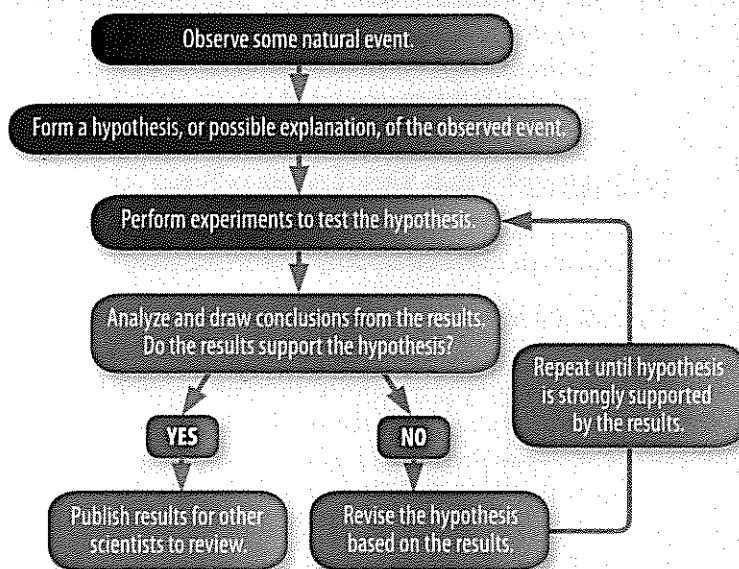 Observe some natural event.
Form a hypothesis, or possible explanation, of the observed event.
Perform experiments to test the hypothesis.
Analyze and draw conclusions from the results.
Do the results support the hypothesis?
YES
NO
Publish results for other
scientists to review.
Revise the hypothesis
based on the results.
Repeat until hypothesis
is strongly supported
by the results.